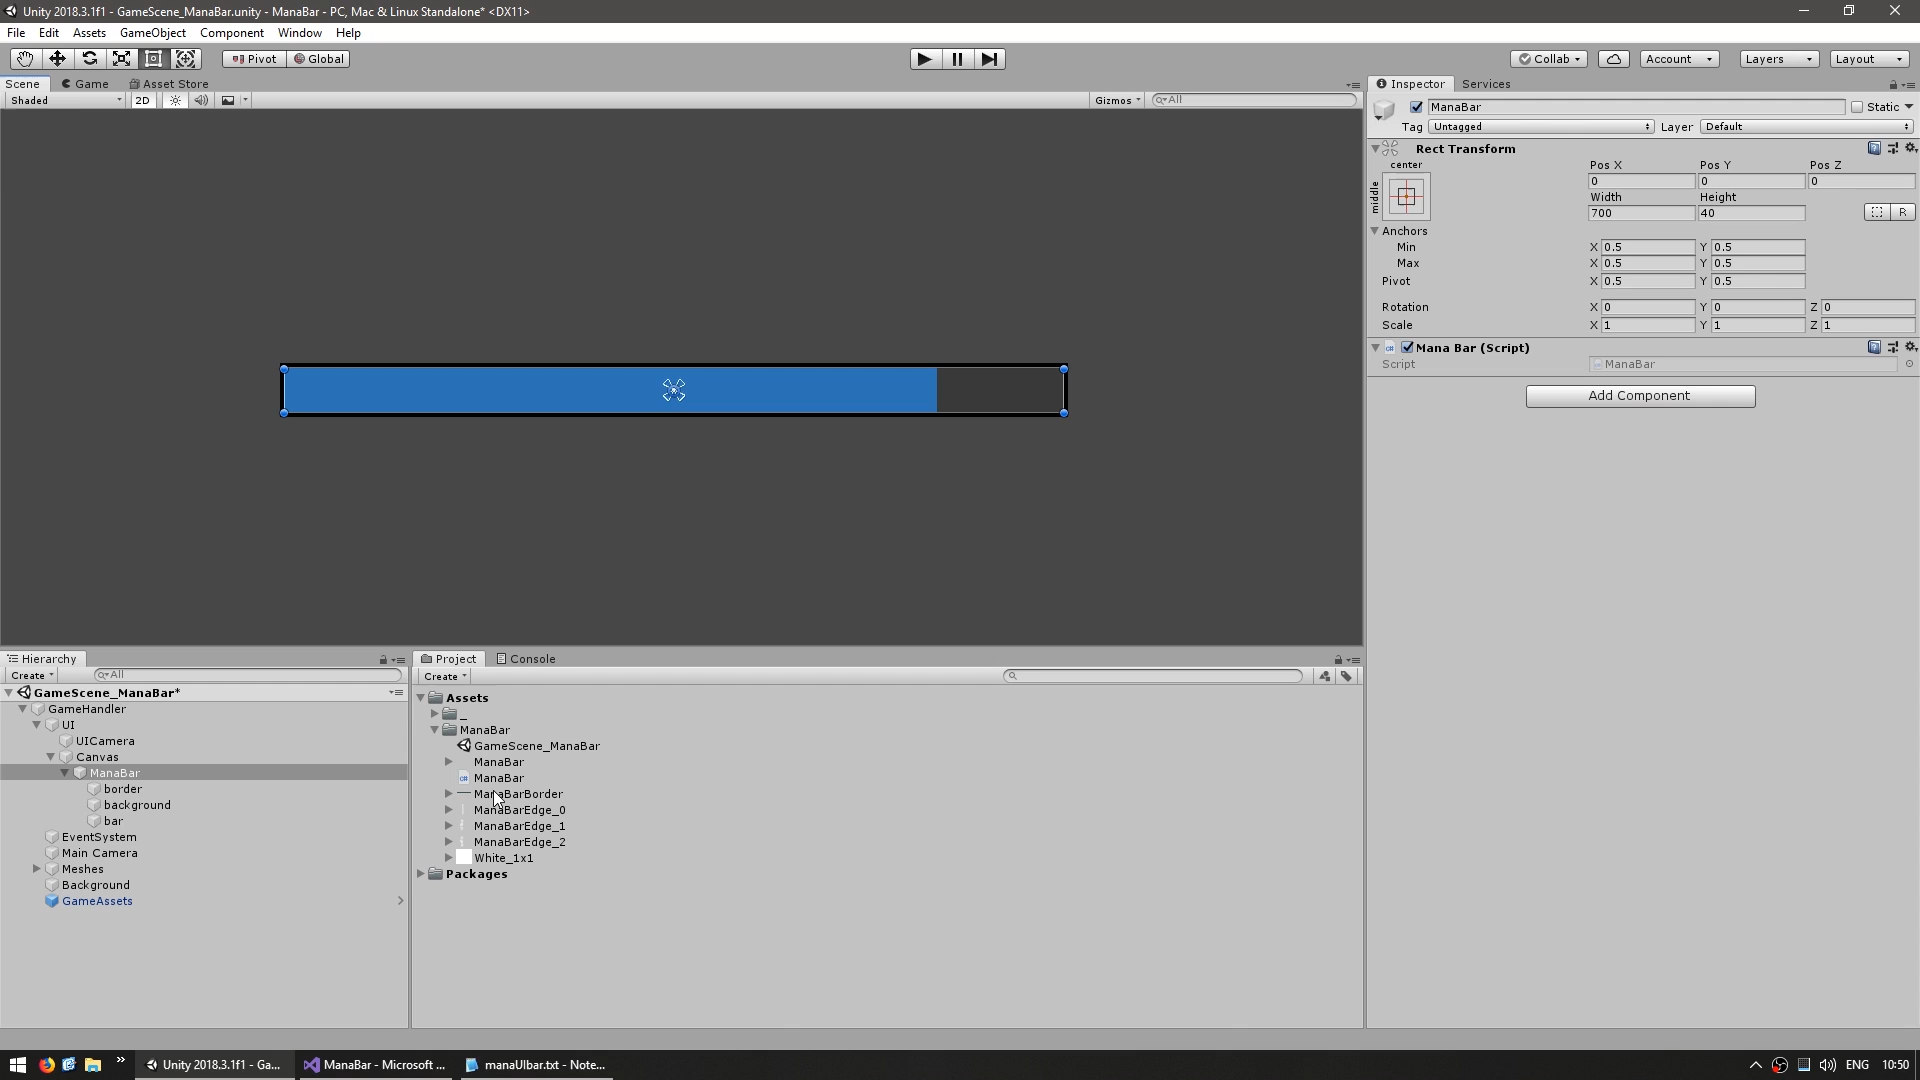 Unity 2018.3.1f1 - GameScene_ManaBar.unity - ManaBar - PC, Mac & Linux Standalone* <DX11>
File Edit Assets GameObject Component Window Help
Pivot Global Collab Account Layers Layout
Scene Game Asset Store
Shaded 2D Gizmos All
Inspector Services
ManaBar Static
Tag Untagged Layer Default
Rect Transform
center
middle
Pos X Pos Y Pos Z
0 0 0
Width Height
700 40 R
Anchors
Min X 0.5 Y 0.5
Max X 0.5 Y 0.5
Pivot X 0.5 Y 0.5
Rotation X 0 Y 0 Z 0
Scale X 1 Y 1 Z 1
Mana Bar (Script)
Script ManaBar
Add Component
Hierarchy
Create All
GameScene_ManaBar*
GameHandler
UI
UICamera
Canvas
ManaBar
border
background
bar
EventSystem
Main Camera
Meshes
Background
GameAssets
Project Console
Create
Assets
_
ManaBar
GameScene_ManaBar
ManaBar
ManaBar
ManaBarBorder
ManaBarEdge_0
ManaBarEdge_1
ManaBarEdge_2
White_1x1
Packages
Unity 2018.3.1f1 - Ga... ManaBar - Microsoft ... manaUIbar.txt - Note... ENG 10:50